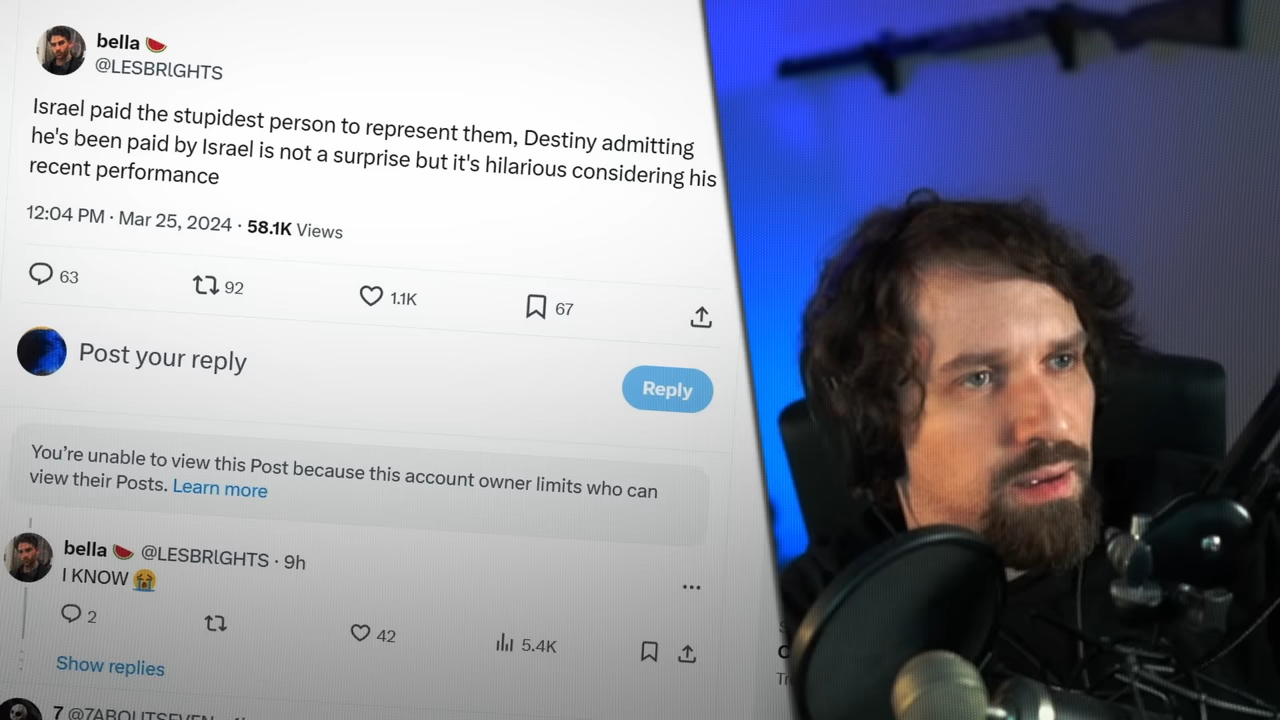 bella 🍉
@LESBRIGHTS
Israel paid the stupidest person to represent them, Destiny admitting
he's been paid by Israel is not a surprise but it's hilarious considering his
recent performance
12:04 PM · Mar 25, 2024 · 58.1K Views
63 92 1.1K 67
Post your reply
Reply
You're unable to view this Post because this account owner limits who can
view their Posts. Learn more
bella 🍉 @LESBRIGHTS · 9h
I KNOW 😭
2 42 5.4K
Show replies
7 @7ABOUTSEVEN